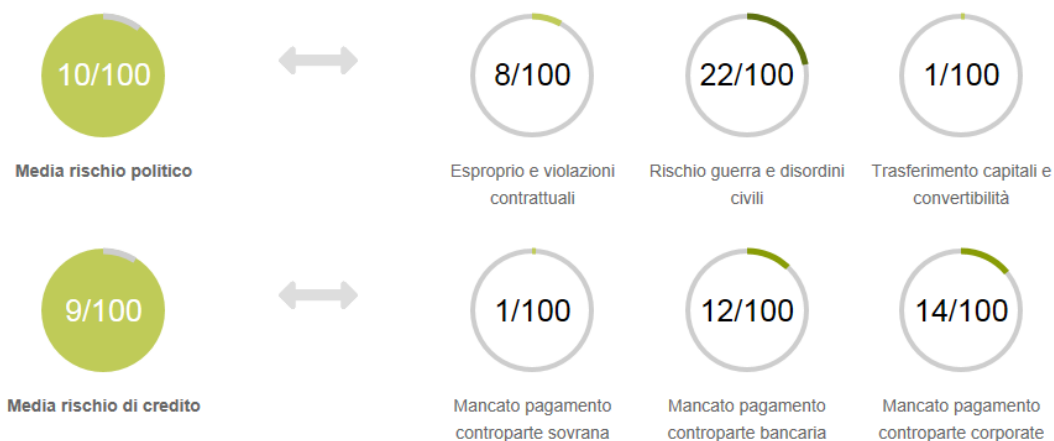 10/100
8/100
22/100
1/100
Media rischio politico
Esproprio e violazioni
contrattuali
Rischio guerra e disordini
civili
Trasferimento capitali e
convertibilità
9/100
1/100
12/100
14/100
Media rischio di credito
Mancato pagamento
controparte sovrana
Mancato pagamento
controparte bancaria
Mancato pagamento
controparte corporate